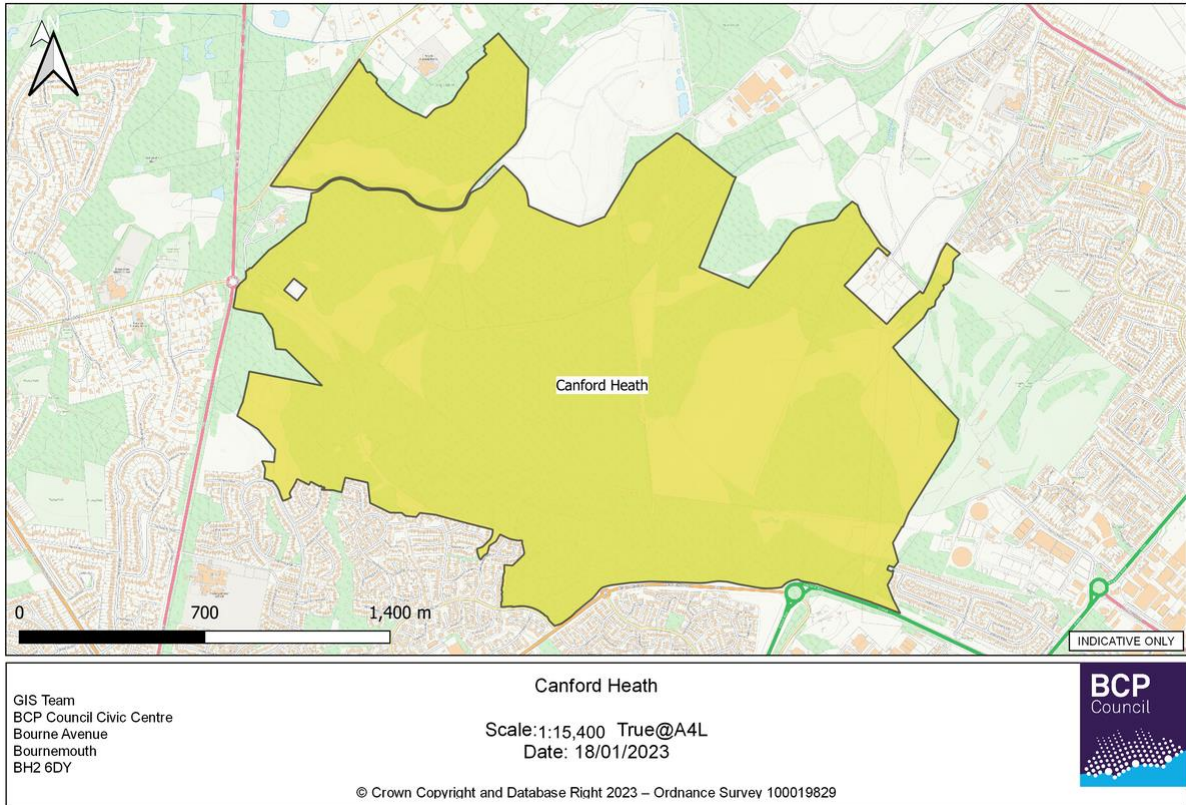 N
Canford Heath
0 700 1,400 m
INDICATIVE ONLY
GIS Team
BCP Council Civic Centre
Bourne Avenue
Bournemouth
BH2 6DY
Canford Heath
Scale:1:15,400 True@A4L
Date: 18/01/2023
© Crown Copyright and Database Right 2023 – Ordnance Survey 100019829
BCP
Council